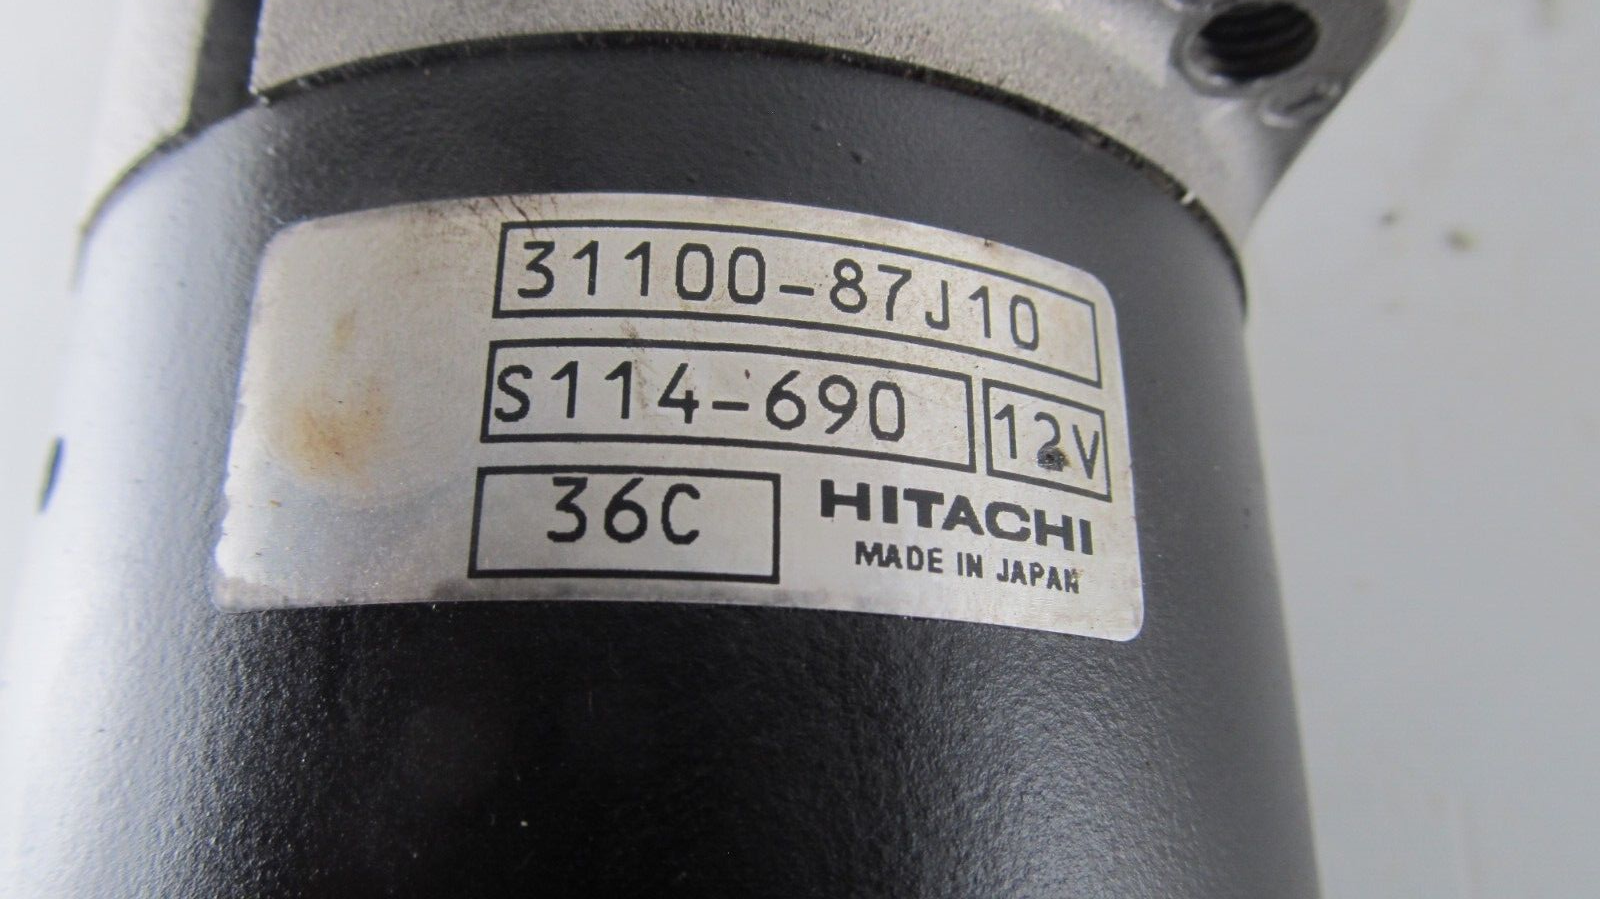 31100-87J10
S114-690 12V
36C HITACHI
MADE IN JAPAN